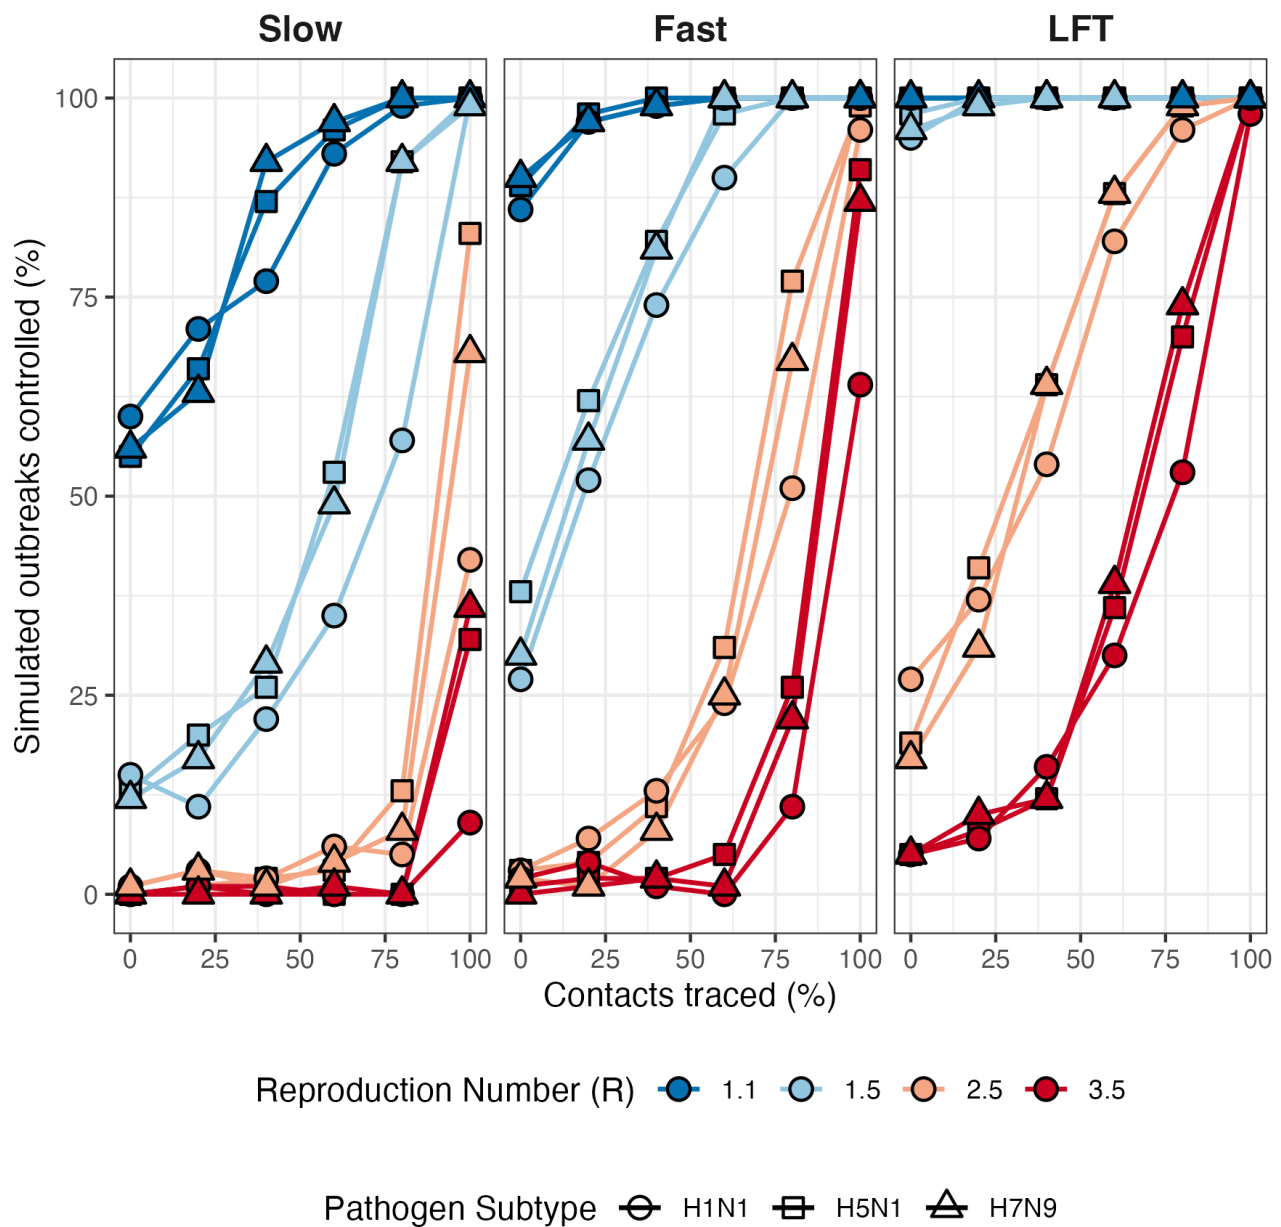 Slow Fast LFT
100
75
50
25
0
Simulated outbreaks controlled (%)
0 25 50 75 100 0 25 50 75 100 0 25 50 75 100
Contacts traced (%)
Reproduction Number (R) 1.1 1.5 2.5 3.5
Pathogen Subtype H1N1 H5N1 H7N9